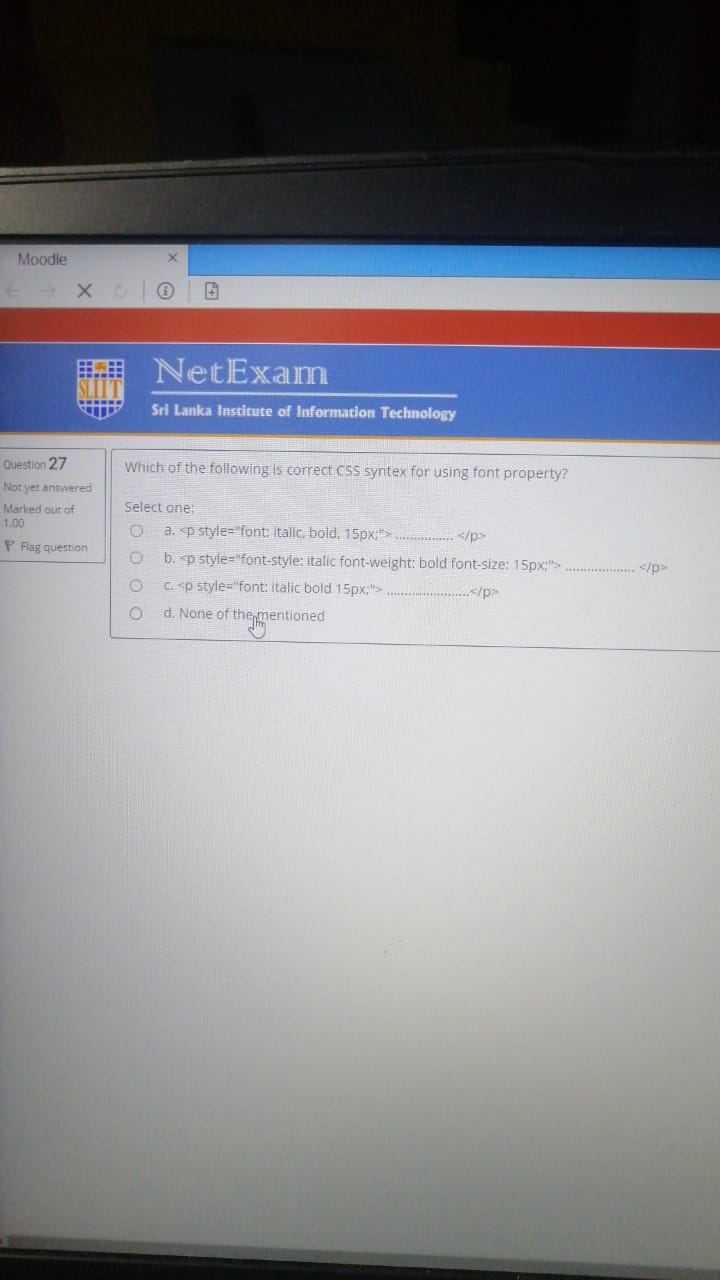 Moodle
NetExam
SLIIT
Sri Lanka Institute of Information Technology
Question 27
Not yet answered
Marked out of
1.00
Flag question
Which of the following is correct CSS syntex for using font property?
Select one:
a. <p style="font: italic, bold, 15px;"> ................ </p>
b. <p style="font-style: italic font-weight: bold font-size: 15px;"> ................... </p>
c. <p style="font: italic bold 15px;"> .......................</p>
d. None of the mentioned